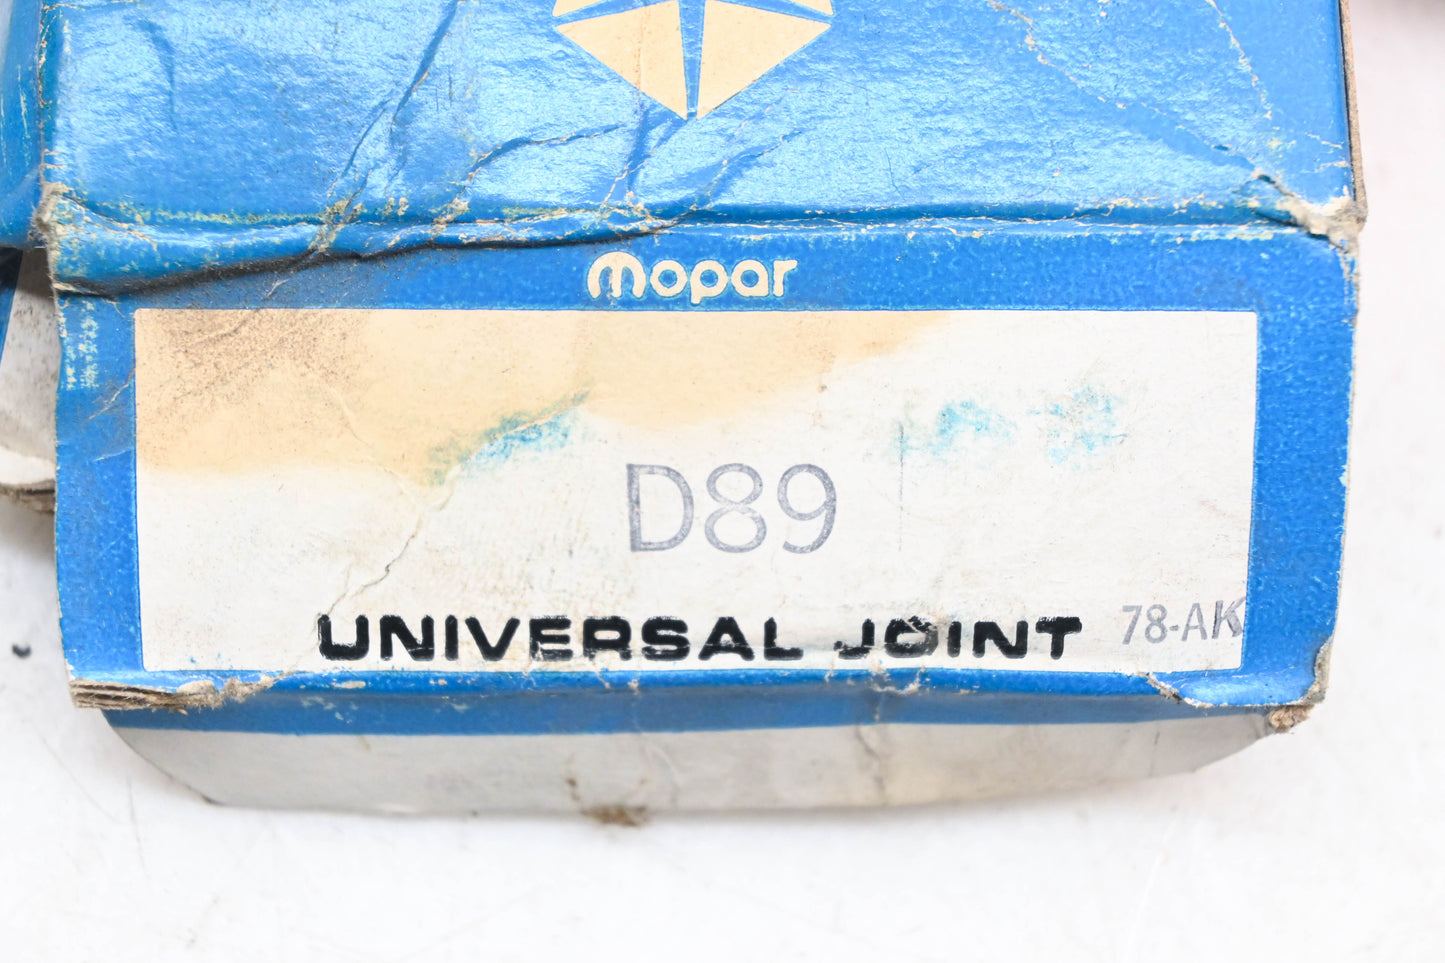 mopar
D89
UNIVERSAL JOINT 78-AK